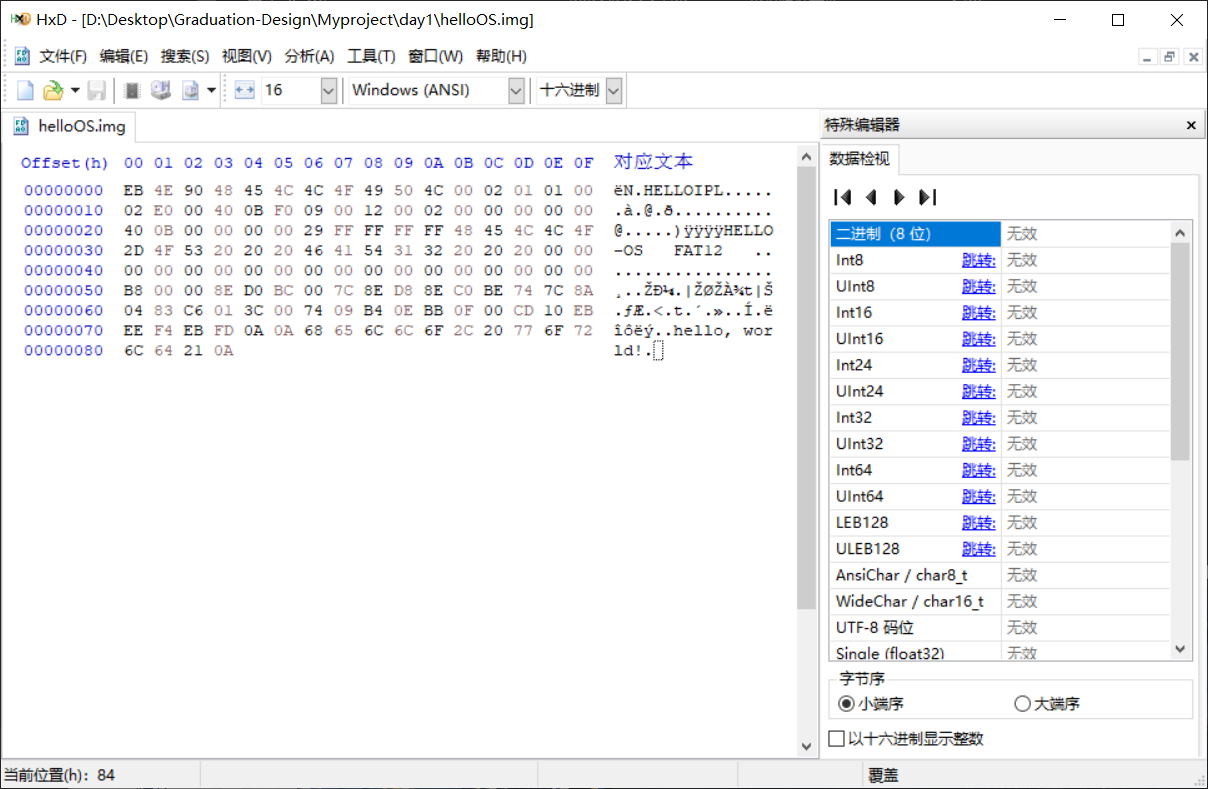 HxD - [D:\Desktop\Graduation-Design\Myproject\day1\helloOS.img]
文件(F) 编辑(E) 搜索(S) 视图(V) 分析(A) 工具(T) 窗口(W) 帮助(H)
16 Windows (ANSI) 十六进制
helloOS.img
Offset(h) 00 01 02 03 04 05 06 07 08 09 0A 0B 0C 0D 0E 0F 对应文本
00000000 EB 4E 90 48 45 4C 4C 4F 49 50 4C 00 02 01 01 00 ëN.HELLOIPL.....
00000010 02 E0 00 40 0B F0 09 00 12 00 02 00 00 00 00 00 .à.@.ð..........
00000020 40 0B 00 00 00 00 29 FF FF FF FF 48 45 4C 4C 4F @.....)ÿÿÿÿHELLO
00000030 2D 4F 53 20 20 20 46 41 54 31 32 20 20 20 00 00 -OS   FAT12   ..
00000040 00 00 00 00 00 00 00 00 00 00 00 00 00 00 00 00 ................
00000050 B8 00 00 8E D0 BC 00 7C 8E D8 8E C0 BE 74 7C 8A ¸..ŽÐ¼.|ŽØŽÀ¾t|Š
00000060 04 83 C6 01 3C 00 74 09 B4 0E BB 0F 00 CD 10 EB .ƒÆ.<.t.´.»..Í.ë
00000070 EE F4 EB FD 0A 0A 68 65 6C 6C 6F 2C 20 77 6F 72 îôëý..hello, wor
00000080 6C 64 21 0A ld!.
特殊编辑器
数据检视
二进制（8 位） 无效
Int8 跳转: 无效
UInt8 跳转: 无效
Int16 跳转: 无效
UInt16 跳转: 无效
Int24 跳转: 无效
UInt24 跳转: 无效
Int32 跳转: 无效
UInt32 跳转: 无效
Int64 跳转: 无效
UInt64 跳转: 无效
LEB128 跳转: 无效
ULEB128 跳转: 无效
AnsiChar / char8_t 无效
WideChar / char16_t 无效
UTF-8 码位 无效
Single (float32) 无效
字节序
小端序 大端序
以十六进制显示整数
当前位置(h): 84 覆盖